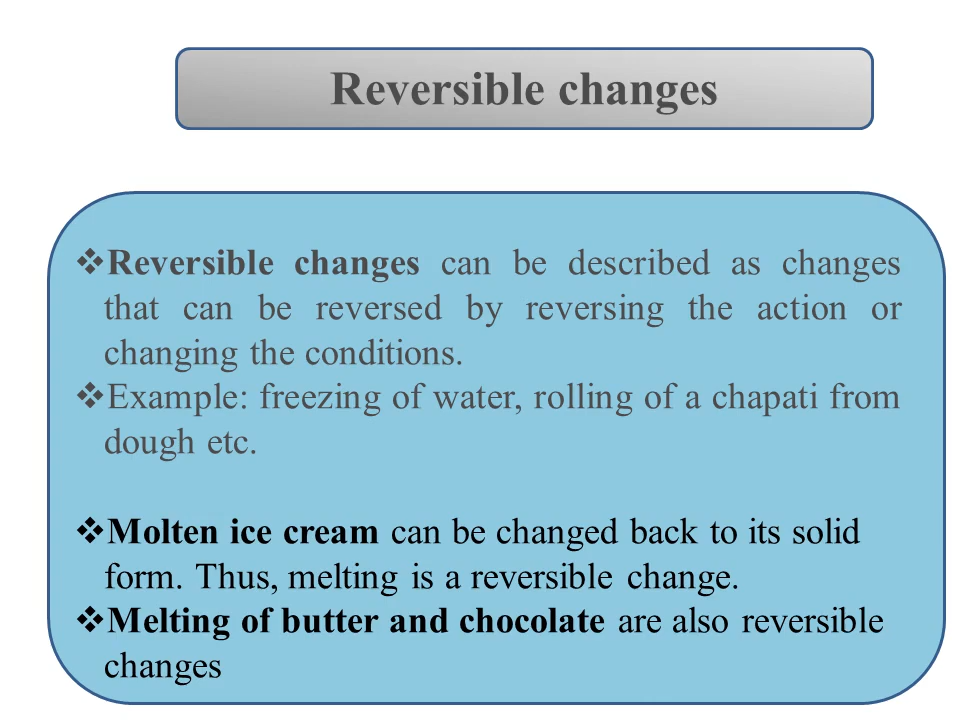 Reversible changes
❖Reversible changes can be described as changes
that can be reversed by reversing the action or
changing the conditions.
❖Example: freezing of water, rolling of a chapati from
dough etc.
❖Molten ice cream can be changed back to its solid
form. Thus, melting is a reversible change.
❖Melting of butter and chocolate are also reversible
changes